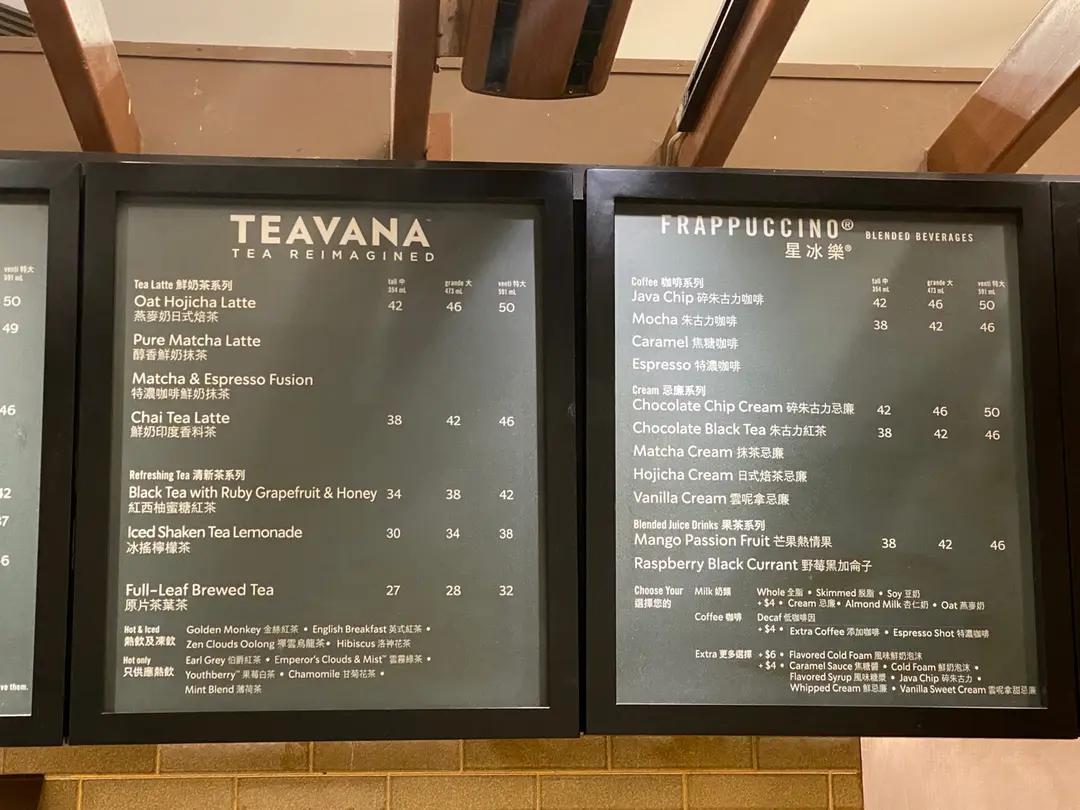 venti 特大
591 mL
50
49
46
42
37
46
ve them.
TEAVANA™
TEA REIMAGINED
Tea Latte 鮮奶茶系列
tall 中 grande 大 venti 特大
354 mL 473 mL 591 mL
Oat Hojicha Latte 42 46 50
燕麥奶日式焙茶
Pure Matcha Latte
醇香鮮奶抹茶
Matcha & Espresso Fusion
特濃咖啡鮮奶抹茶
Chai Tea Latte 38 42 46
鮮奶印度香料茶
Refreshing Tea 清新茶系列
Black Tea with Ruby Grapefruit & Honey 34 38 42
紅西柚蜜糖紅茶
Iced Shaken Tea Lemonade 30 34 38
冰搖檸檬茶
Full-Leaf Brewed Tea 27 28 32
原片茶葉茶
Hot & Iced
熱飲及凍飲
Golden Monkey 金絲紅茶 • English Breakfast 英式紅茶 •
Zen Clouds Oolong 禪雲烏龍茶 • Hibiscus 洛神花茶
Hot only
只供應熱飲
Earl Grey 伯爵紅茶 • Emperor's Clouds & Mist™ 雲霧綠茶 •
Youthberry™ 果莓白茶 • Chamomile 甘菊花茶 •
Mint Blend 薄荷茶
FRAPPUCCINO® BLENDED BEVERAGES
星冰樂®
Coffee 咖啡系列
tall 中 grande 大 venti 特大
354 mL 473 mL 591 mL
Java Chip 碎朱古力咖啡 42 46 50
Mocha 朱古力咖啡 38 42 46
Caramel 焦糖咖啡
Espresso 特濃咖啡
Cream 忌廉系列
Chocolate Chip Cream 碎朱古力忌廉 42 46 50
Chocolate Black Tea 朱古力紅茶 38 42 46
Matcha Cream 抹茶忌廉
Hojicha Cream 日式焙茶忌廉
Vanilla Cream 雲呢拿忌廉
Blended Juice Drinks 果茶系列
Mango Passion Fruit 芒果熱情果 38 42 46
Raspberry Black Currant 野莓黑加侖子
Choose Your
選擇您的
Milk 奶類 Whole 全脂 • Skimmed 脱脂 • Soy 豆奶
+$4 • Cream 忌廉 • Almond Milk 杏仁奶 • Oat 燕麥奶
Coffee 咖啡 Decaf 低咖啡因
+$4 • Extra Coffee 添加咖啡 • Espresso Shot 特濃咖啡
Extra 更多選擇 +$6 • Flavored Cold Foam 風味鮮奶泡沫
+$4 • Caramel Sauce 焦糖醬 • Cold Foam 鮮奶泡沫 •
Flavored Syrup 風味糖漿 • Java Chip 碎朱古力 •
Whipped Cream 鮮忌廉 • Vanilla Sweet Cream 雲呢拿甜忌廉